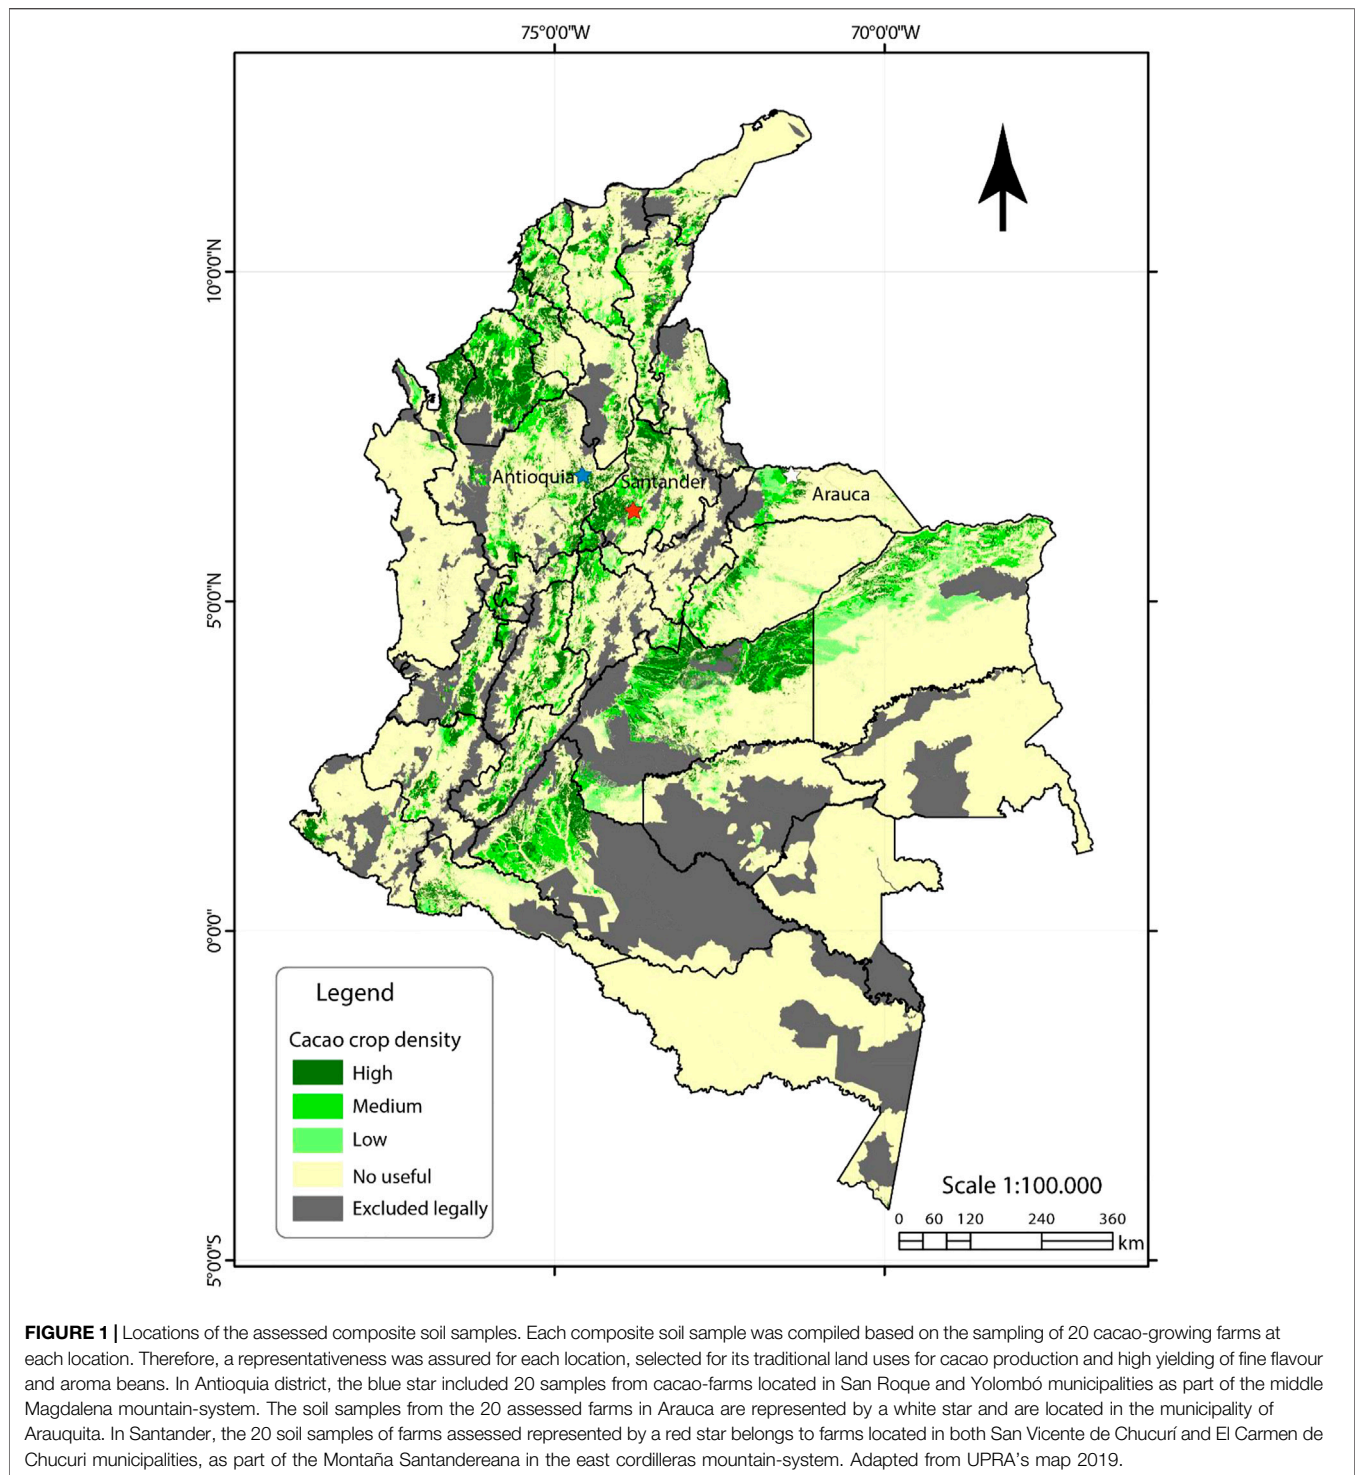 75°0'0"W 70°0'0"W
10°0'0"N
Antioquia Santander
Arauca
5°0'0"N
0°0'0"
Legend
Cacao crop density
High
Medium
Low
No useful
Excluded legally
Scale 1:100.000
0 60 120 240 360
km
5°0'0"S
FIGURE 1 | Locations of the assessed composite soil samples. Each composite soil sample was compiled based on the sampling of 20 cacao-growing farms at
each location. Therefore, a representativeness was assured for each location, selected for its traditional land uses for cacao production and high yielding of fine flavour
and aroma beans. In Antioquia district, the blue star included 20 samples from cacao-farms located in San Roque and Yolombó municipalities as part of the middle
Magdalena mountain-system. The soil samples from the 20 assessed farms in Arauca are represented by a white star and are located in the municipality of
Arauquita. In Santander, the 20 soil samples of farms assessed represented by a red star belongs to farms located in both San Vicente de Chucurí and El Carmen de
Chucuri municipalities, as part of the Montaña Santandereana in the east cordilleras mountain-system. Adapted from UPRA's map 2019.